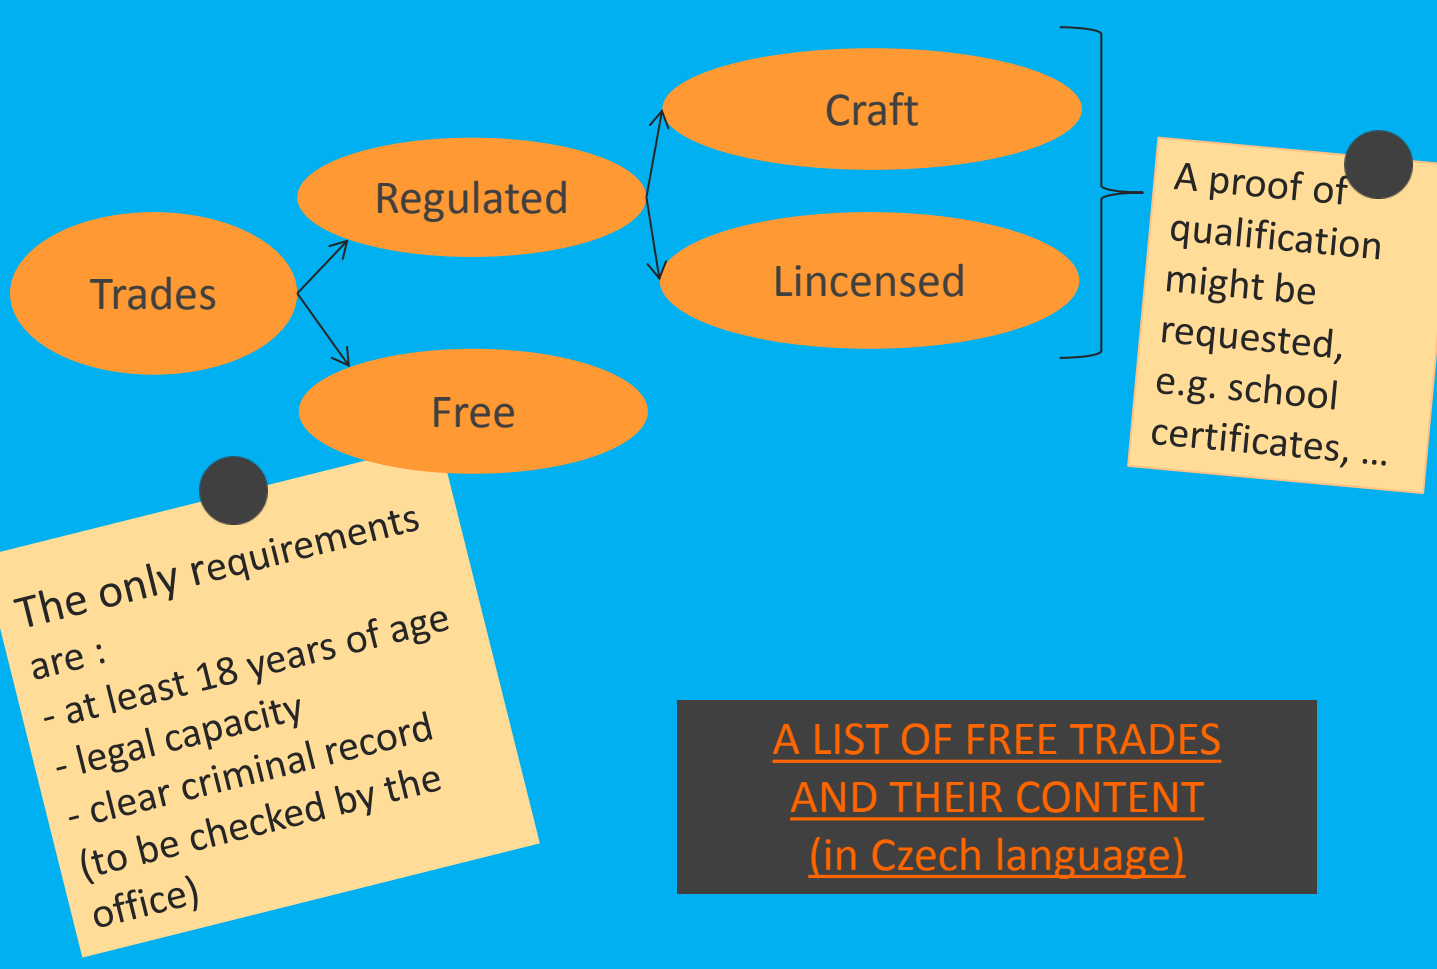 Trades
Regulated
Free
Craft
Lincensed
A proof of
qualification
might be
requested,
e.g. school
certificates, ...
The only requirements
are :
- at least 18 years of age
- legal capacity
- clear criminal record
(to be checked by the
office)
A LIST OF FREE TRADES
AND THEIR CONTENT
(in Czech language)